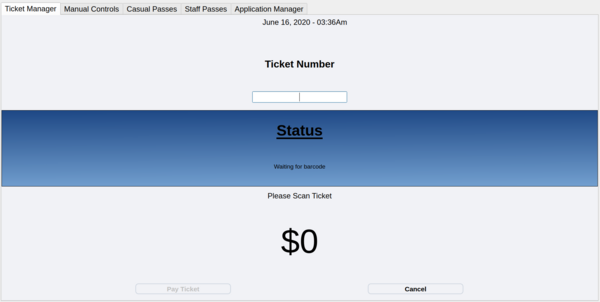 Ticket Manager Manual Controls Casual Passes Staff Passes Application Manager
June 16, 2020 - 03:36Am
Ticket Number
Status
Waiting for barcode
Please Scan Ticket
$0
Pay Ticket Cancel